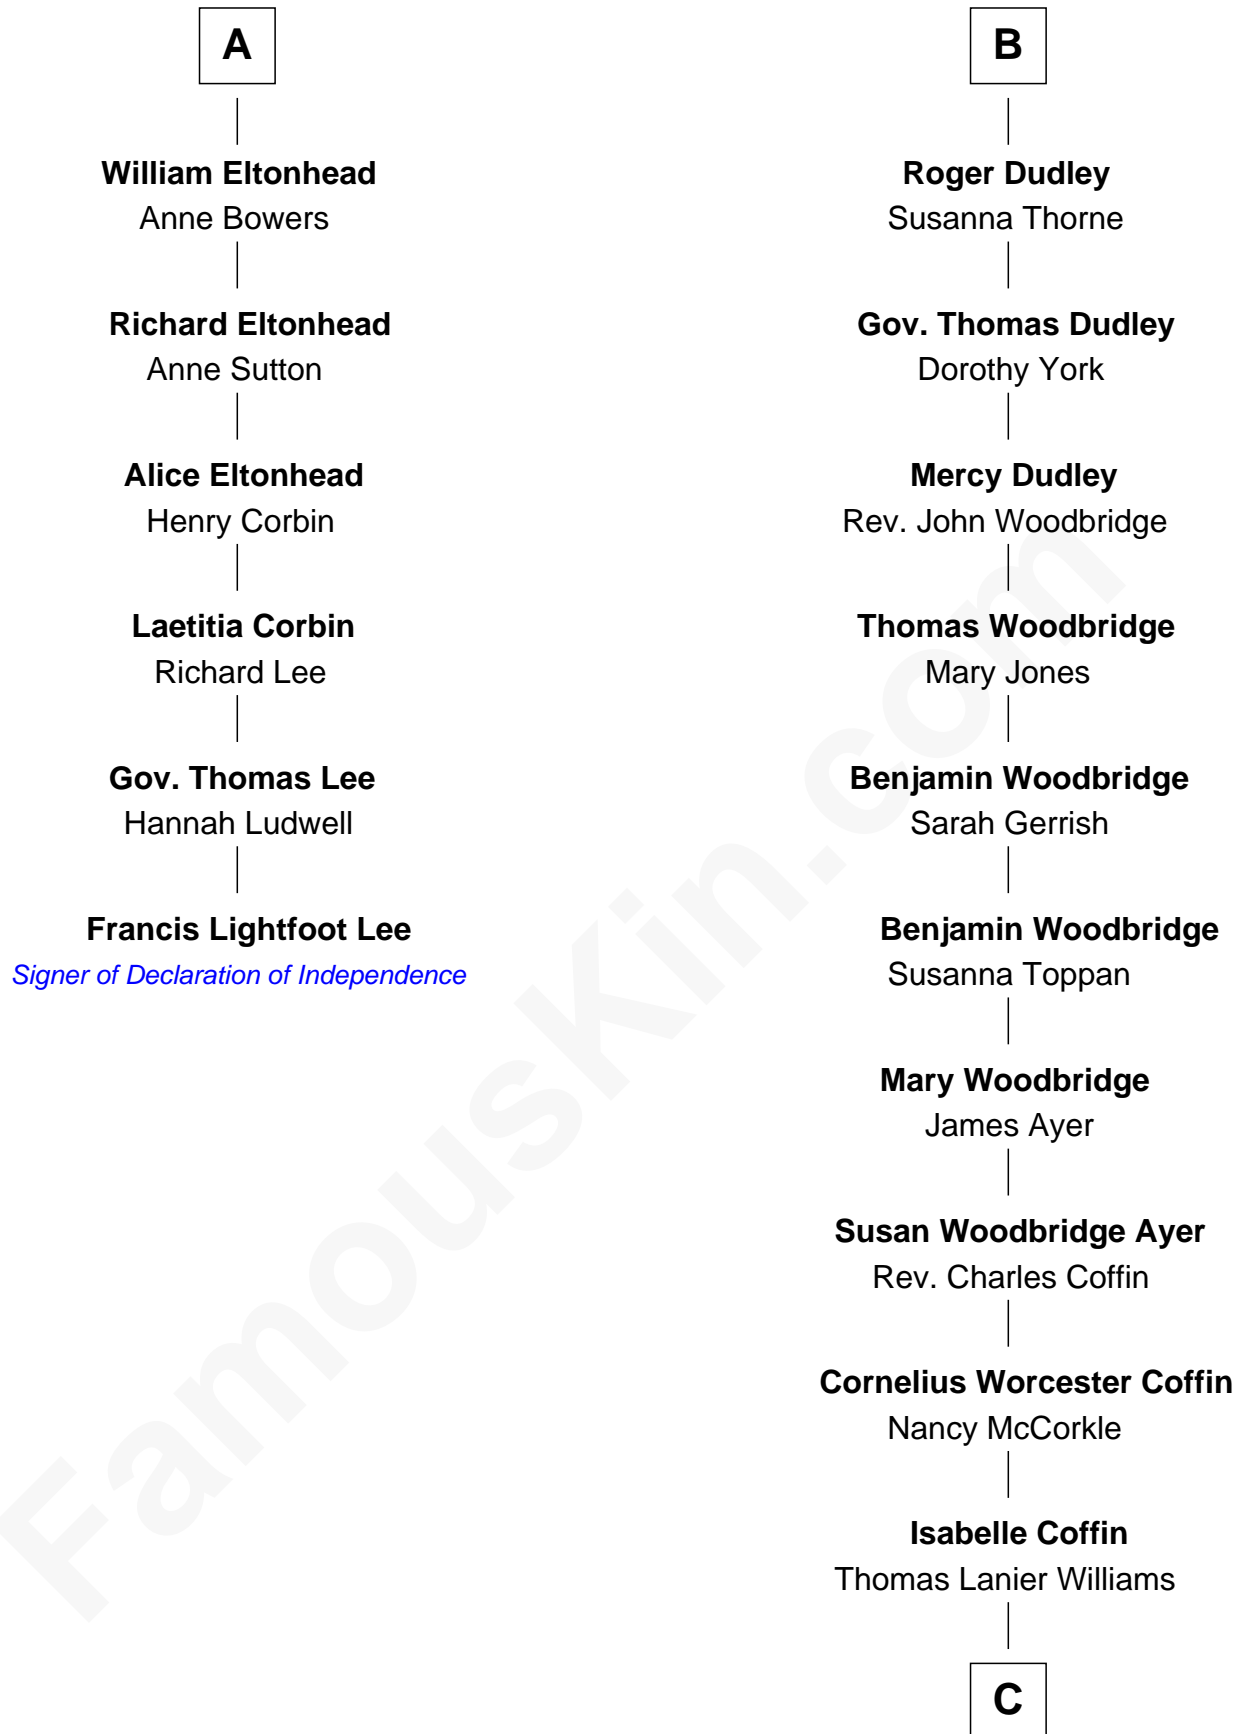 A
William Eltonhead
Anne Bowers
Richard Eltonhead
Anne Sutton
Alice Eltonhead
Henry Corbin
Laetitia Corbin
Richard Lee
Gov. Thomas Lee
Hannah Ludwell
Francis Lightfoot Lee
Signer of Declaration of Independence
B
Roger Dudley
Susanna Thorne
Gov. Thomas Dudley
Dorothy York
Mercy Dudley
Rev. John Woodbridge
Thomas Woodbridge
Mary Jones
Benjamin Woodbridge
Sarah Gerrish
Benjamin Woodbridge
Susanna Toppan
Mary Woodbridge
James Ayer
Susan Woodbridge Ayer
Rev. Charles Coffin
Cornelius Worcester Coffin
Nancy McCorkle
Isabelle Coffin
Thomas Lanier Williams
C
FamousKin.com